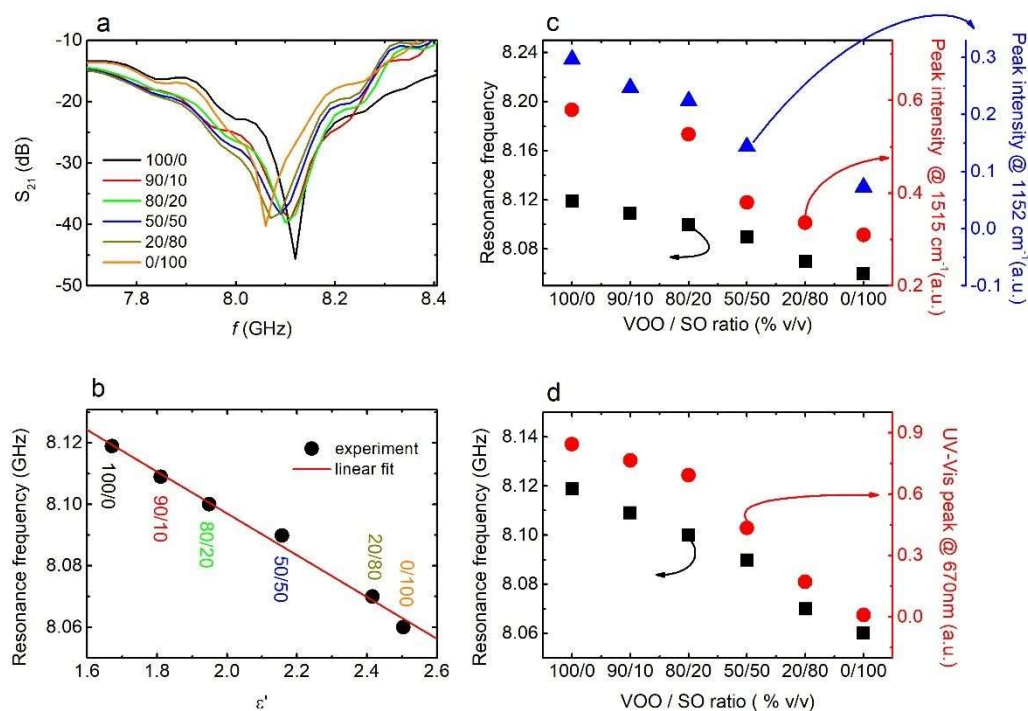 a
-10
-20
-30
-40
-50
S21 (dB)
100/0
90/10
80/20
50/50
20/80
0/100
7.8 8.0 8.2 8.4
f (GHz)
c
8.24
8.20
8.16
8.12
8.08
Resonance frequency
100/0 90/10 80/20 50/50 20/80 0/100
VOO / SO ratio (% v/v)
0.6
0.4
0.2
Peak intensity @ 1515 cm-1(a.u.)
0.3
0.2
0.1
0.0
-0.1
Peak intensity @ 1152 cm-1(a.u.)
b
8.12
8.10
8.08
8.06
Resonance frequency (GHz)
experiment
linear fit
100/0
90/10
80/20
50/50
20/80
0/100
1.6 1.8 2.0 2.2 2.4 2.6
ε'
d
8.14
8.12
8.10
8.08
8.06
Resonance frequency (GHz)
100/0 90/10 80/20 50/50 20/80 0/100
VOO / SO ratio ( % v/v)
0.9
0.6
0.3
0.0
UV-Vis peak @ 670nm (a.u.)